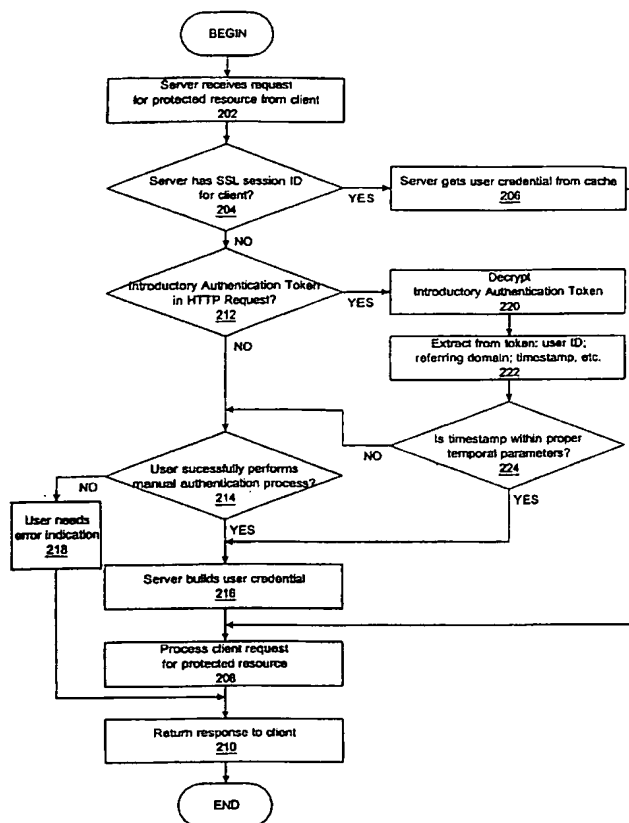 BEGIN
Server receives request
for protected resource from client
202
Server has SSL session ID
for client?
204
YES
Server gets user credential from cache
206
NO
Introductory Authentication Token
in HTTP Request?
212
YES
Decrypt
Introductory Authentication Token
220
NO
Extract from token: user ID;
referring domain; timestamp, etc.
222
Is timestamp within proper
temporal parameters?
224
NO
YES
User sucessfully performs
manual authentication process?
214
NO
YES
User needs
error indication
218
Server builds user credential
216
Process client request
for protected resource
208
Return response to client
210
END